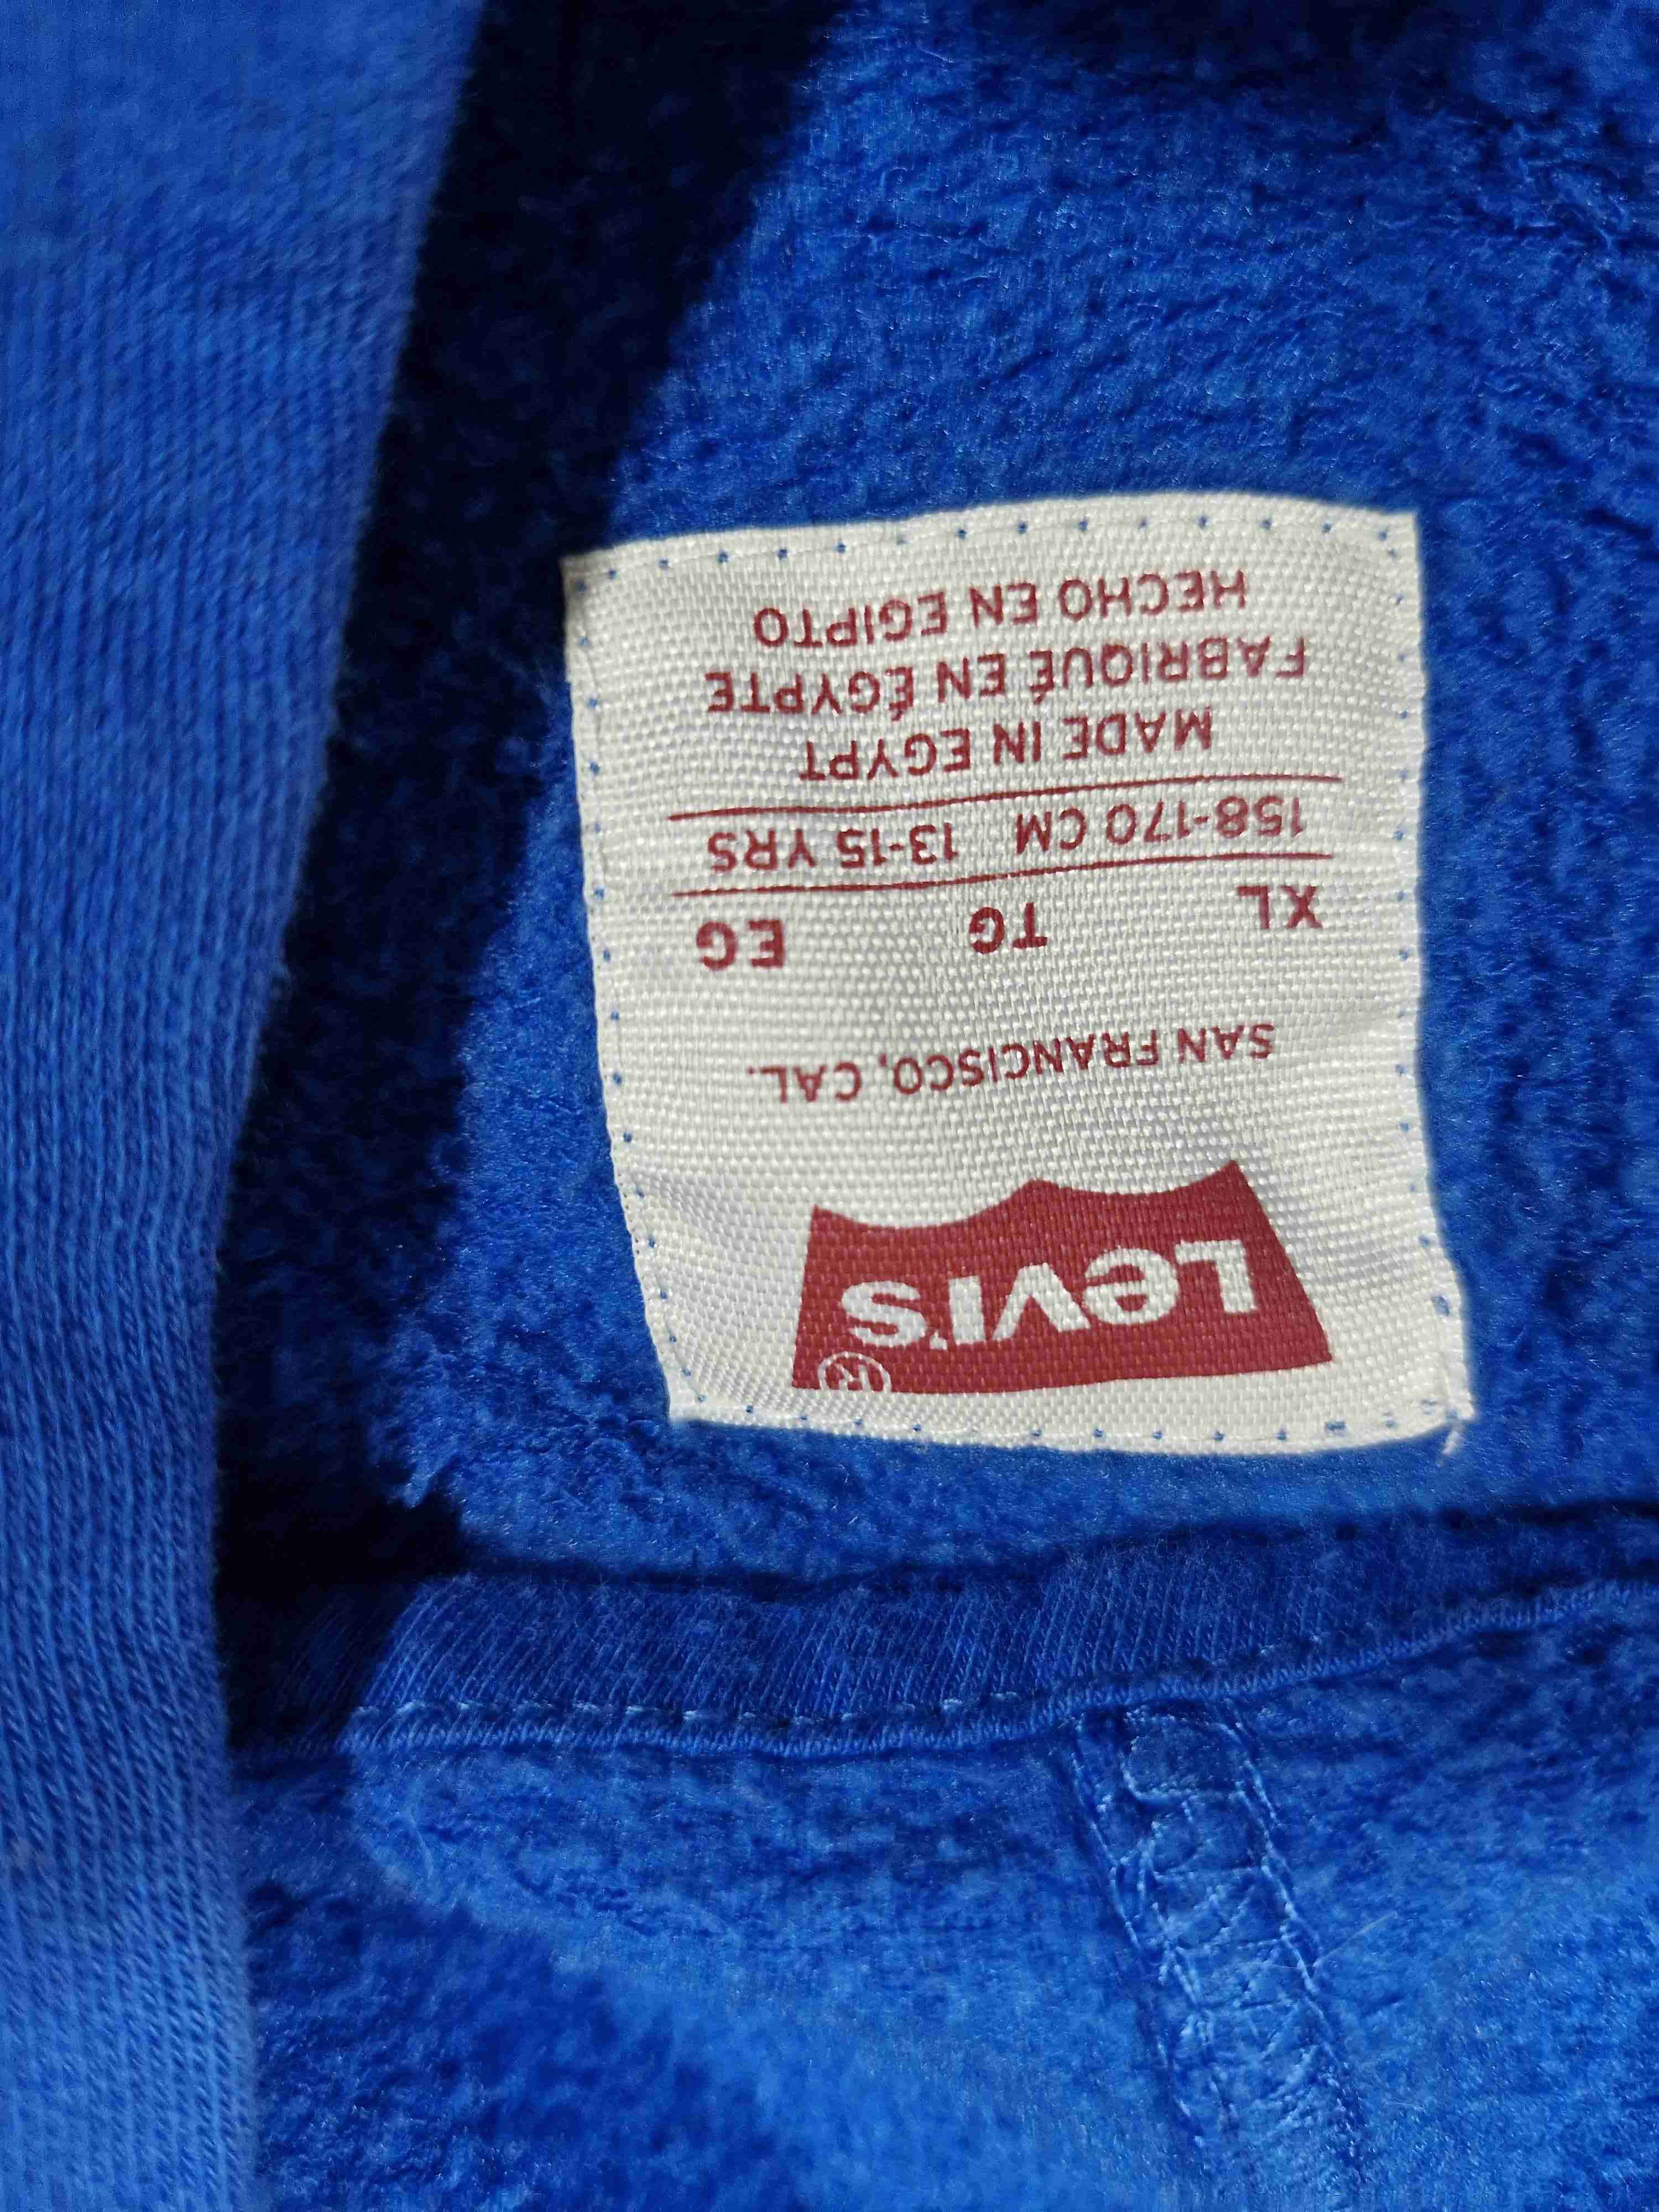 Levi's ®
SAN FRANCISCO, CAL.
XL TG EG
158-170 CM 13-15 YRS
MADE IN EGYPT
FABRIQUÉ EN ÉGYPTE
HECHO EN EGIPTO